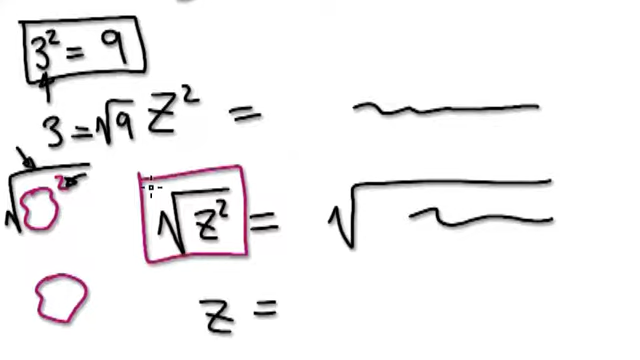 3² = 9
3 = √9
z² =
√z² =
z =